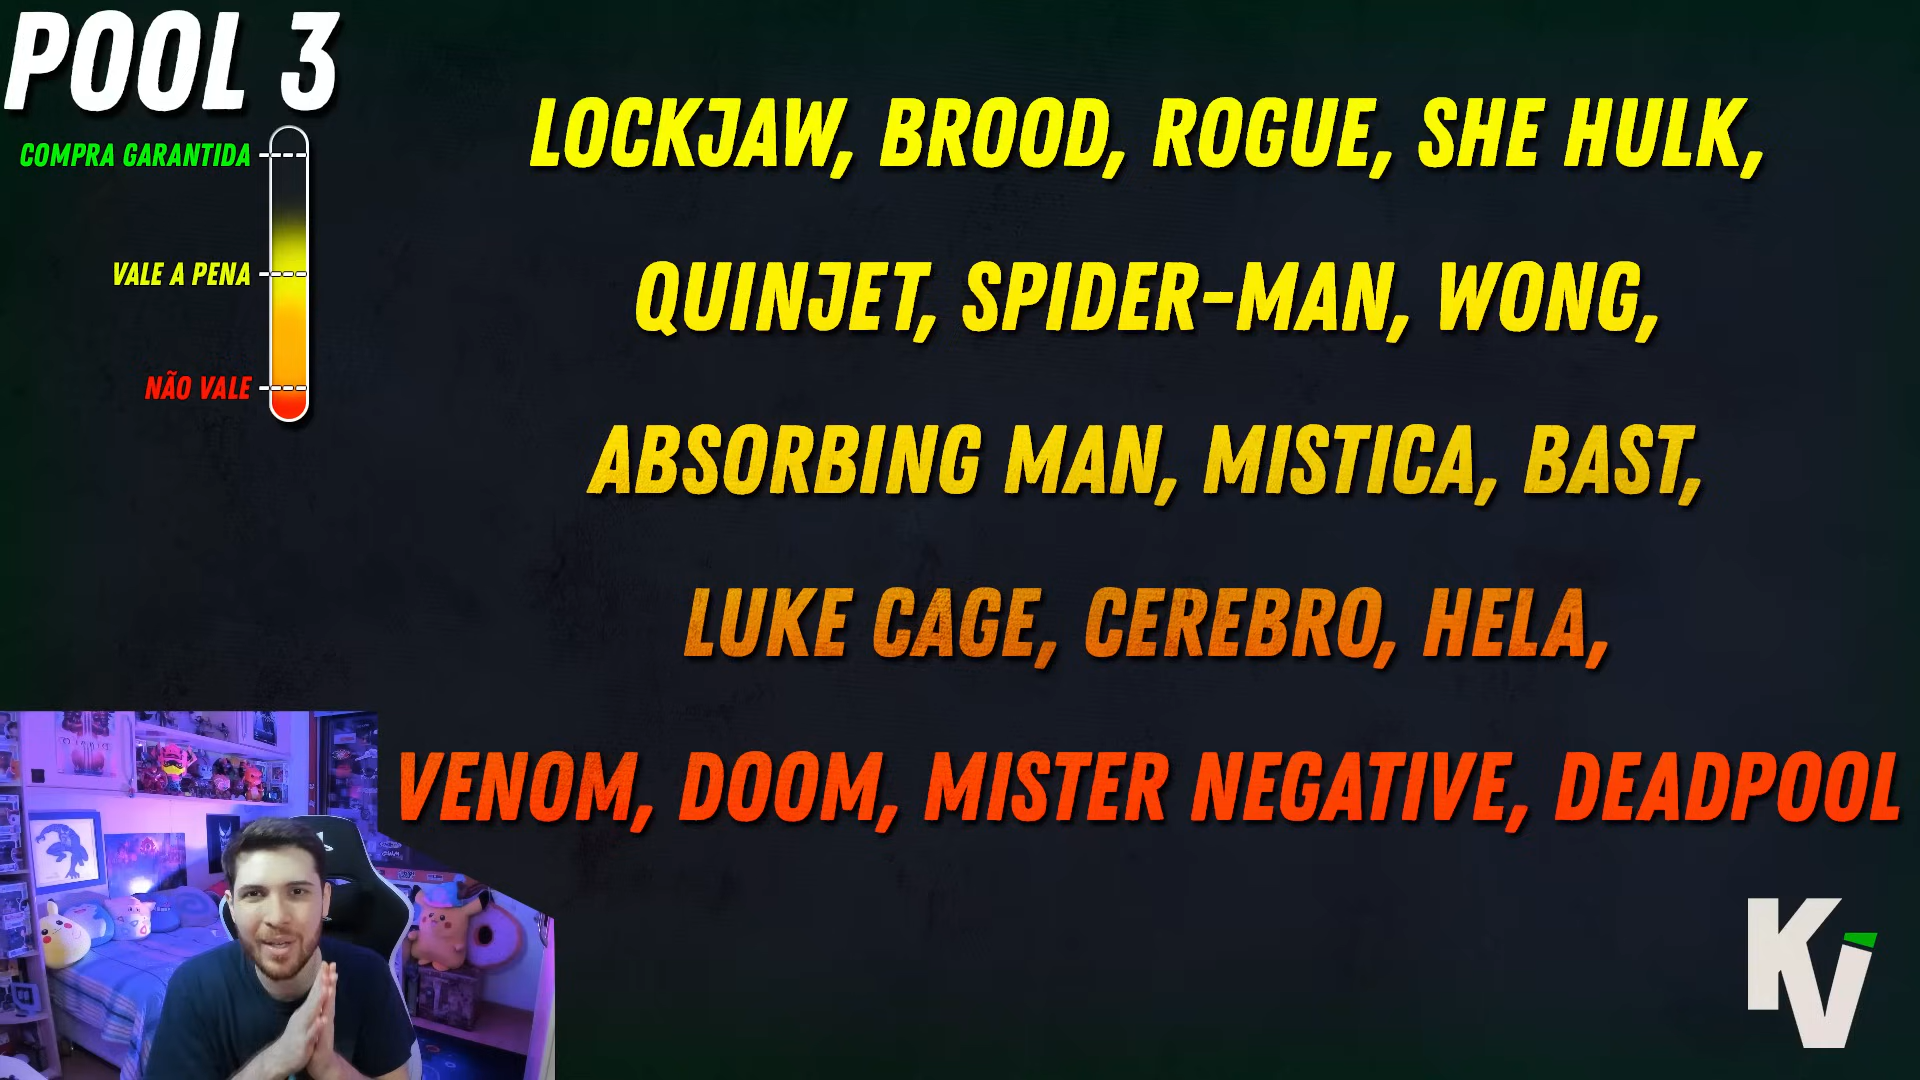 POOL 3
COMPRA GARANTIDA
VALE A PENA
NÃO VALE
LOCKJAW, BROOD, ROGUE, SHE HULK,
QUINJET, SPIDER-MAN, WONG,
ABSORBING MAN, MISTICA, BAST,
LUKE CAGE, CEREBRO, HELA,
VENOM, DOOM, MISTER NEGATIVE, DEADPOOL
KV